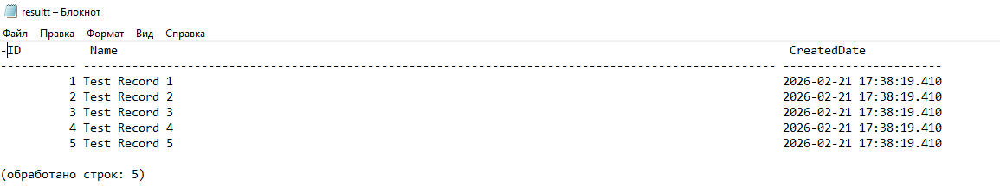 resultt – Блокнот
Файл Правка Формат Вид Справка
-ID Name CreatedDate
----------- ---------------------------------------------------------------------------------------------------- -----------------------
1 Test Record 1 2026-02-21 17:38:19.410
2 Test Record 2 2026-02-21 17:38:19.410
3 Test Record 3 2026-02-21 17:38:19.410
4 Test Record 4 2026-02-21 17:38:19.410
5 Test Record 5 2026-02-21 17:38:19.410
(обработано строк: 5)